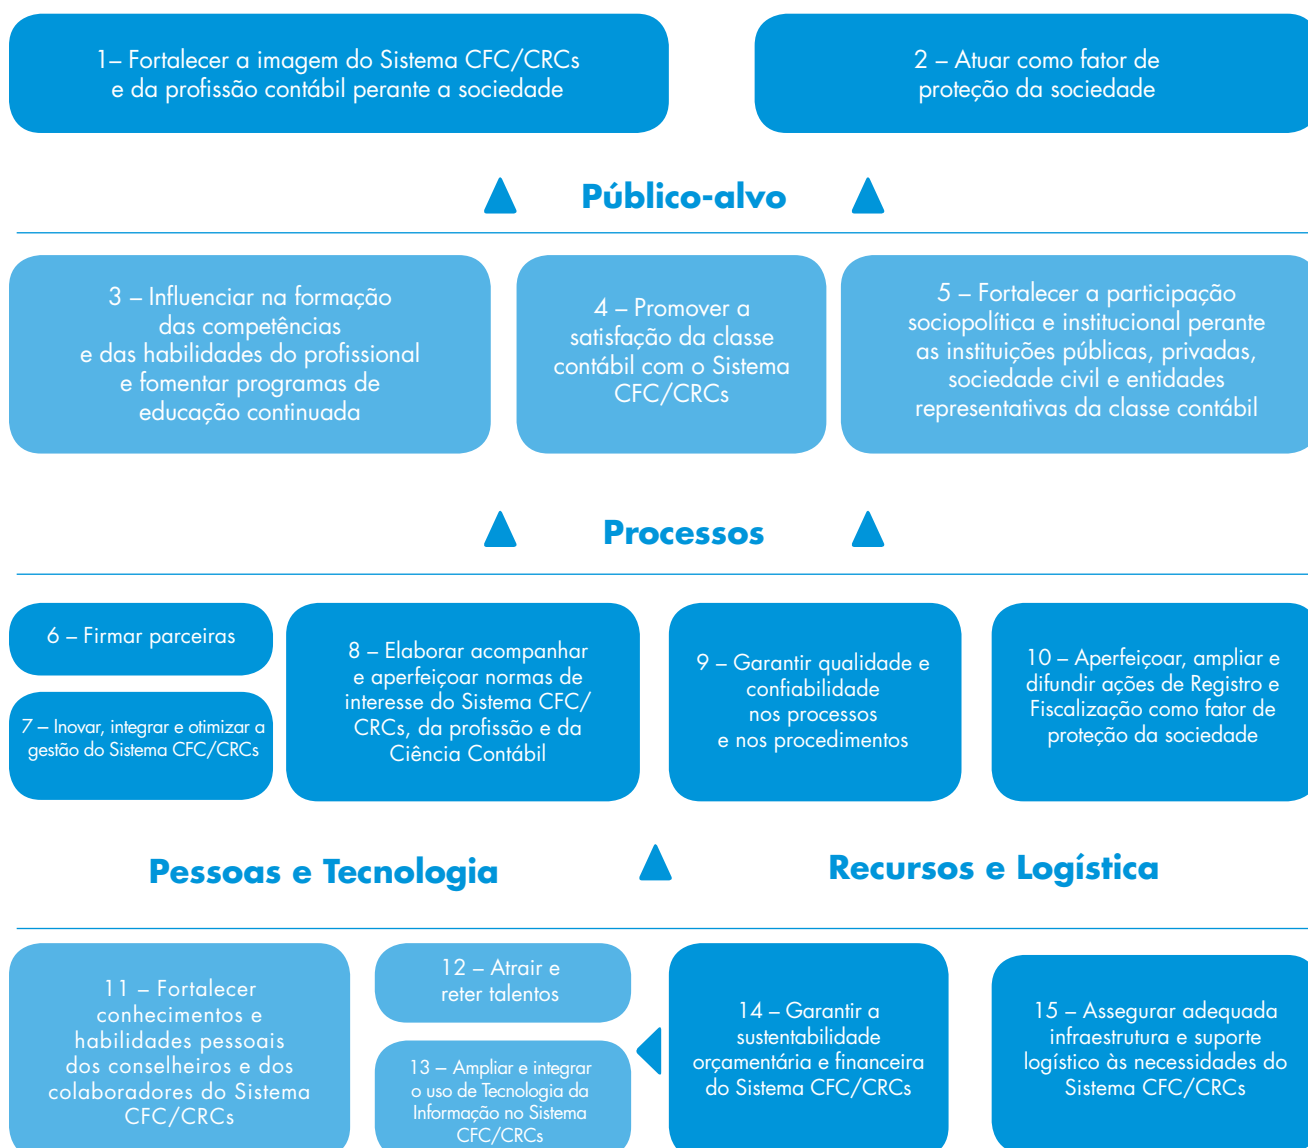 1– Fortalecer a imagem do Sistema CFC/CRCs
e da profissão contábil perante a sociedade
2 – Atuar como fator de
proteção da sociedade
Público-alvo
3 – Influenciar na formação
das competências
e das habilidades do profissional
e fomentar programas de
educação continuada
4 – Promover a
satisfação da classe
contábil com o Sistema
CFC/CRCs
5 – Fortalecer a participação
sociopolítica e institucional perante
as instituições públicas, privadas,
sociedade civil e entidades
representativas da classe contábil
Processos
6 – Firmar parceiras
7 – Inovar, integrar e otimizar a
gestão do Sistema CFC/CRCs
8 – Elaborar acompanhar
e aperfeiçoar normas de
interesse do Sistema CFC/
CRCs, da profissão e da
Ciência Contábil
9 – Garantir qualidade e
confiabilidade
nos processos
e nos procedimentos
10 – Aperfeiçoar, ampliar e
difundir ações de Registro e
Fiscalização como fator de
proteção da sociedade
Pessoas e Tecnologia
Recursos e Logística
11 – Fortalecer
conhecimentos e
habilidades pessoais
dos conselheiros e dos
colaboradores do Sistema
CFC/CRCs
12 – Atrair e
reter talentos
13 – Ampliar e integrar
o uso de Tecnologia da
Informação no Sistema
CFC/CRCs
14 – Garantir a
sustentabilidade
orçamentária e financeira
do Sistema CFC/CRCs
15 – Assegurar adequada
infraestrutura e suporte
logístico às necessidades do
Sistema CFC/CRCs